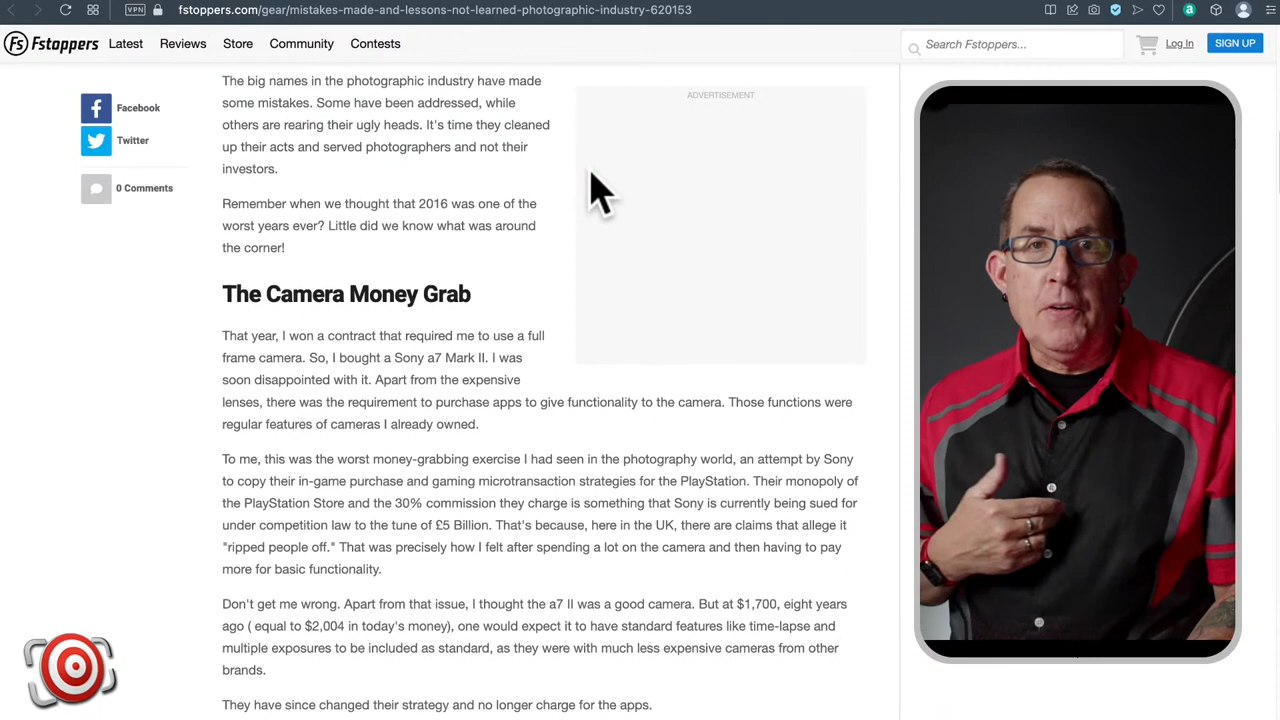 VPN
fstoppers.com/gear/mistakes-made-and-lessons-not-learned-photographic-industry-620153
Fs Fstoppers
Latest
Reviews
Store
Community
Contests
Search Fstoppers...
Log In
SIGN UP
Facebook
Twitter
0 Comments
ADVERTISEMENT
The big names in the photographic industry have made
some mistakes. Some have been addressed, while
others are rearing their ugly heads. It's time they cleaned
up their acts and served photographers and not their
investors.
Remember when we thought that 2016 was one of the
worst years ever? Little did we know what was around
the corner!
The Camera Money Grab
That year, I won a contract that required me to use a full
frame camera. So, I bought a Sony a7 Mark II. I was
soon disappointed with it. Apart from the expensive
lenses, there was the requirement to purchase apps to give functionality to the camera. Those functions were
regular features of cameras I already owned.
To me, this was the worst money-grabbing exercise I had seen in the photography world, an attempt by Sony
to copy their in-game purchase and gaming microtransaction strategies for the PlayStation. Their monopoly of
the PlayStation Store and the 30% commission they charge is something that Sony is currently being sued for
under competition law to the tune of £5 Billion. That's because, here in the UK, there are claims that allege it
"ripped people off." That was precisely how I felt after spending a lot on the camera and then having to pay
more for basic functionality.
Don't get me wrong. Apart from that issue, I thought the a7 II was a good camera. But at $1,700, eight years
ago ( equal to $2,004 in today's money), one would expect it to have standard features like time-lapse and
multiple exposures to be included as standard, as they were with much less expensive cameras from other
brands.
They have since changed their strategy and no longer charge for the apps.